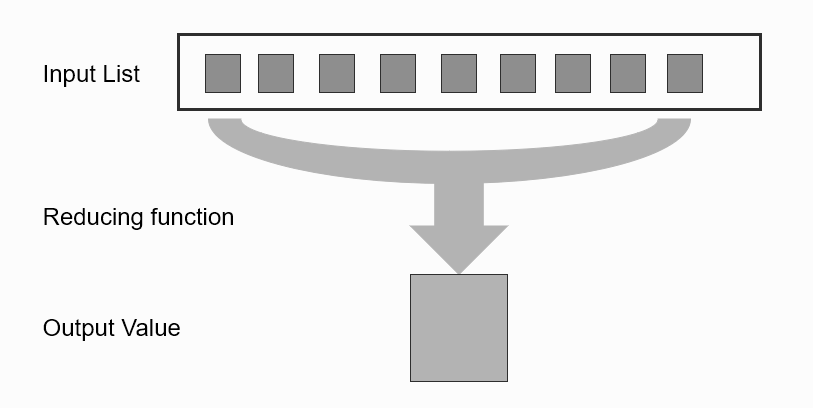 Input List
Reducing function
Output Value